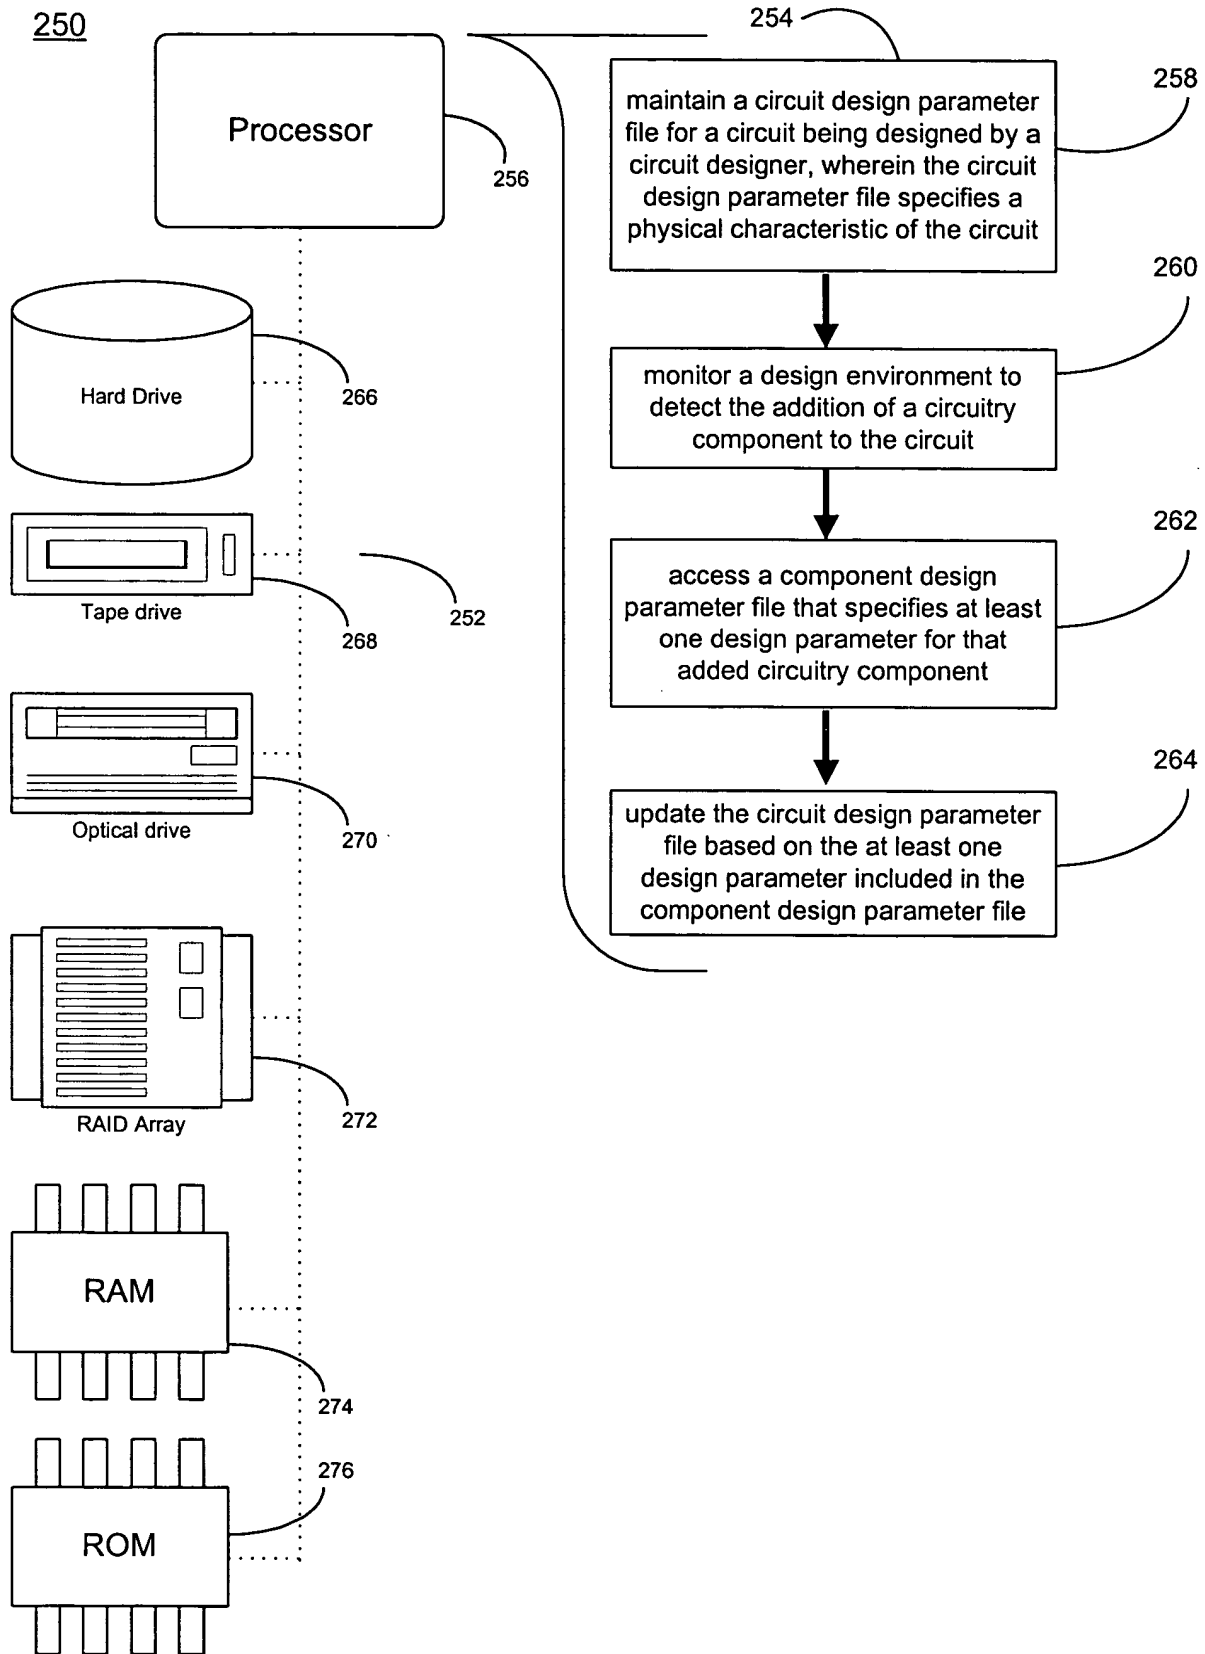 250
Processor
256
Hard Drive
266
Tape drive
268
252
Optical drive
270
RAID Array
272
RAM
274
ROM
276
254
maintain a circuit design parameter
file for a circuit being designed by a
circuit designer, wherein the circuit
design parameter file specifies a
physical characteristic of the circuit
258
monitor a design environment to
detect the addition of a circuitry
component to the circuit
260
access a component design
parameter file that specifies at least
one design parameter for that
added circuitry component
262
update the circuit design parameter
file based on the at least one
design parameter included in the
component design parameter file
264